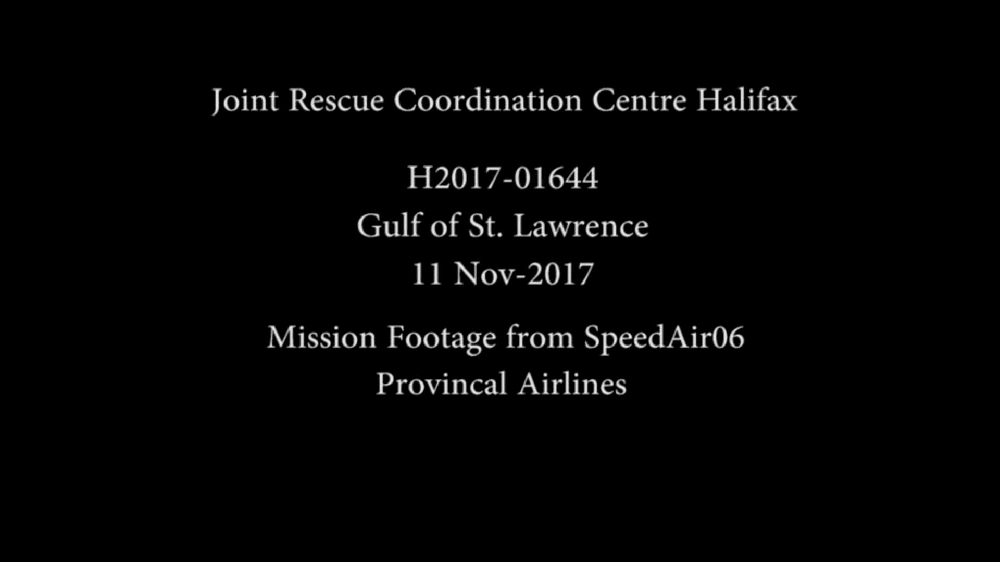 Joint Rescue Coordination Centre Halifax
H2017-01644
Gulf of St. Lawrence
11 Nov-2017
Mission Footage from SpeedAir06
Provincal Airlines